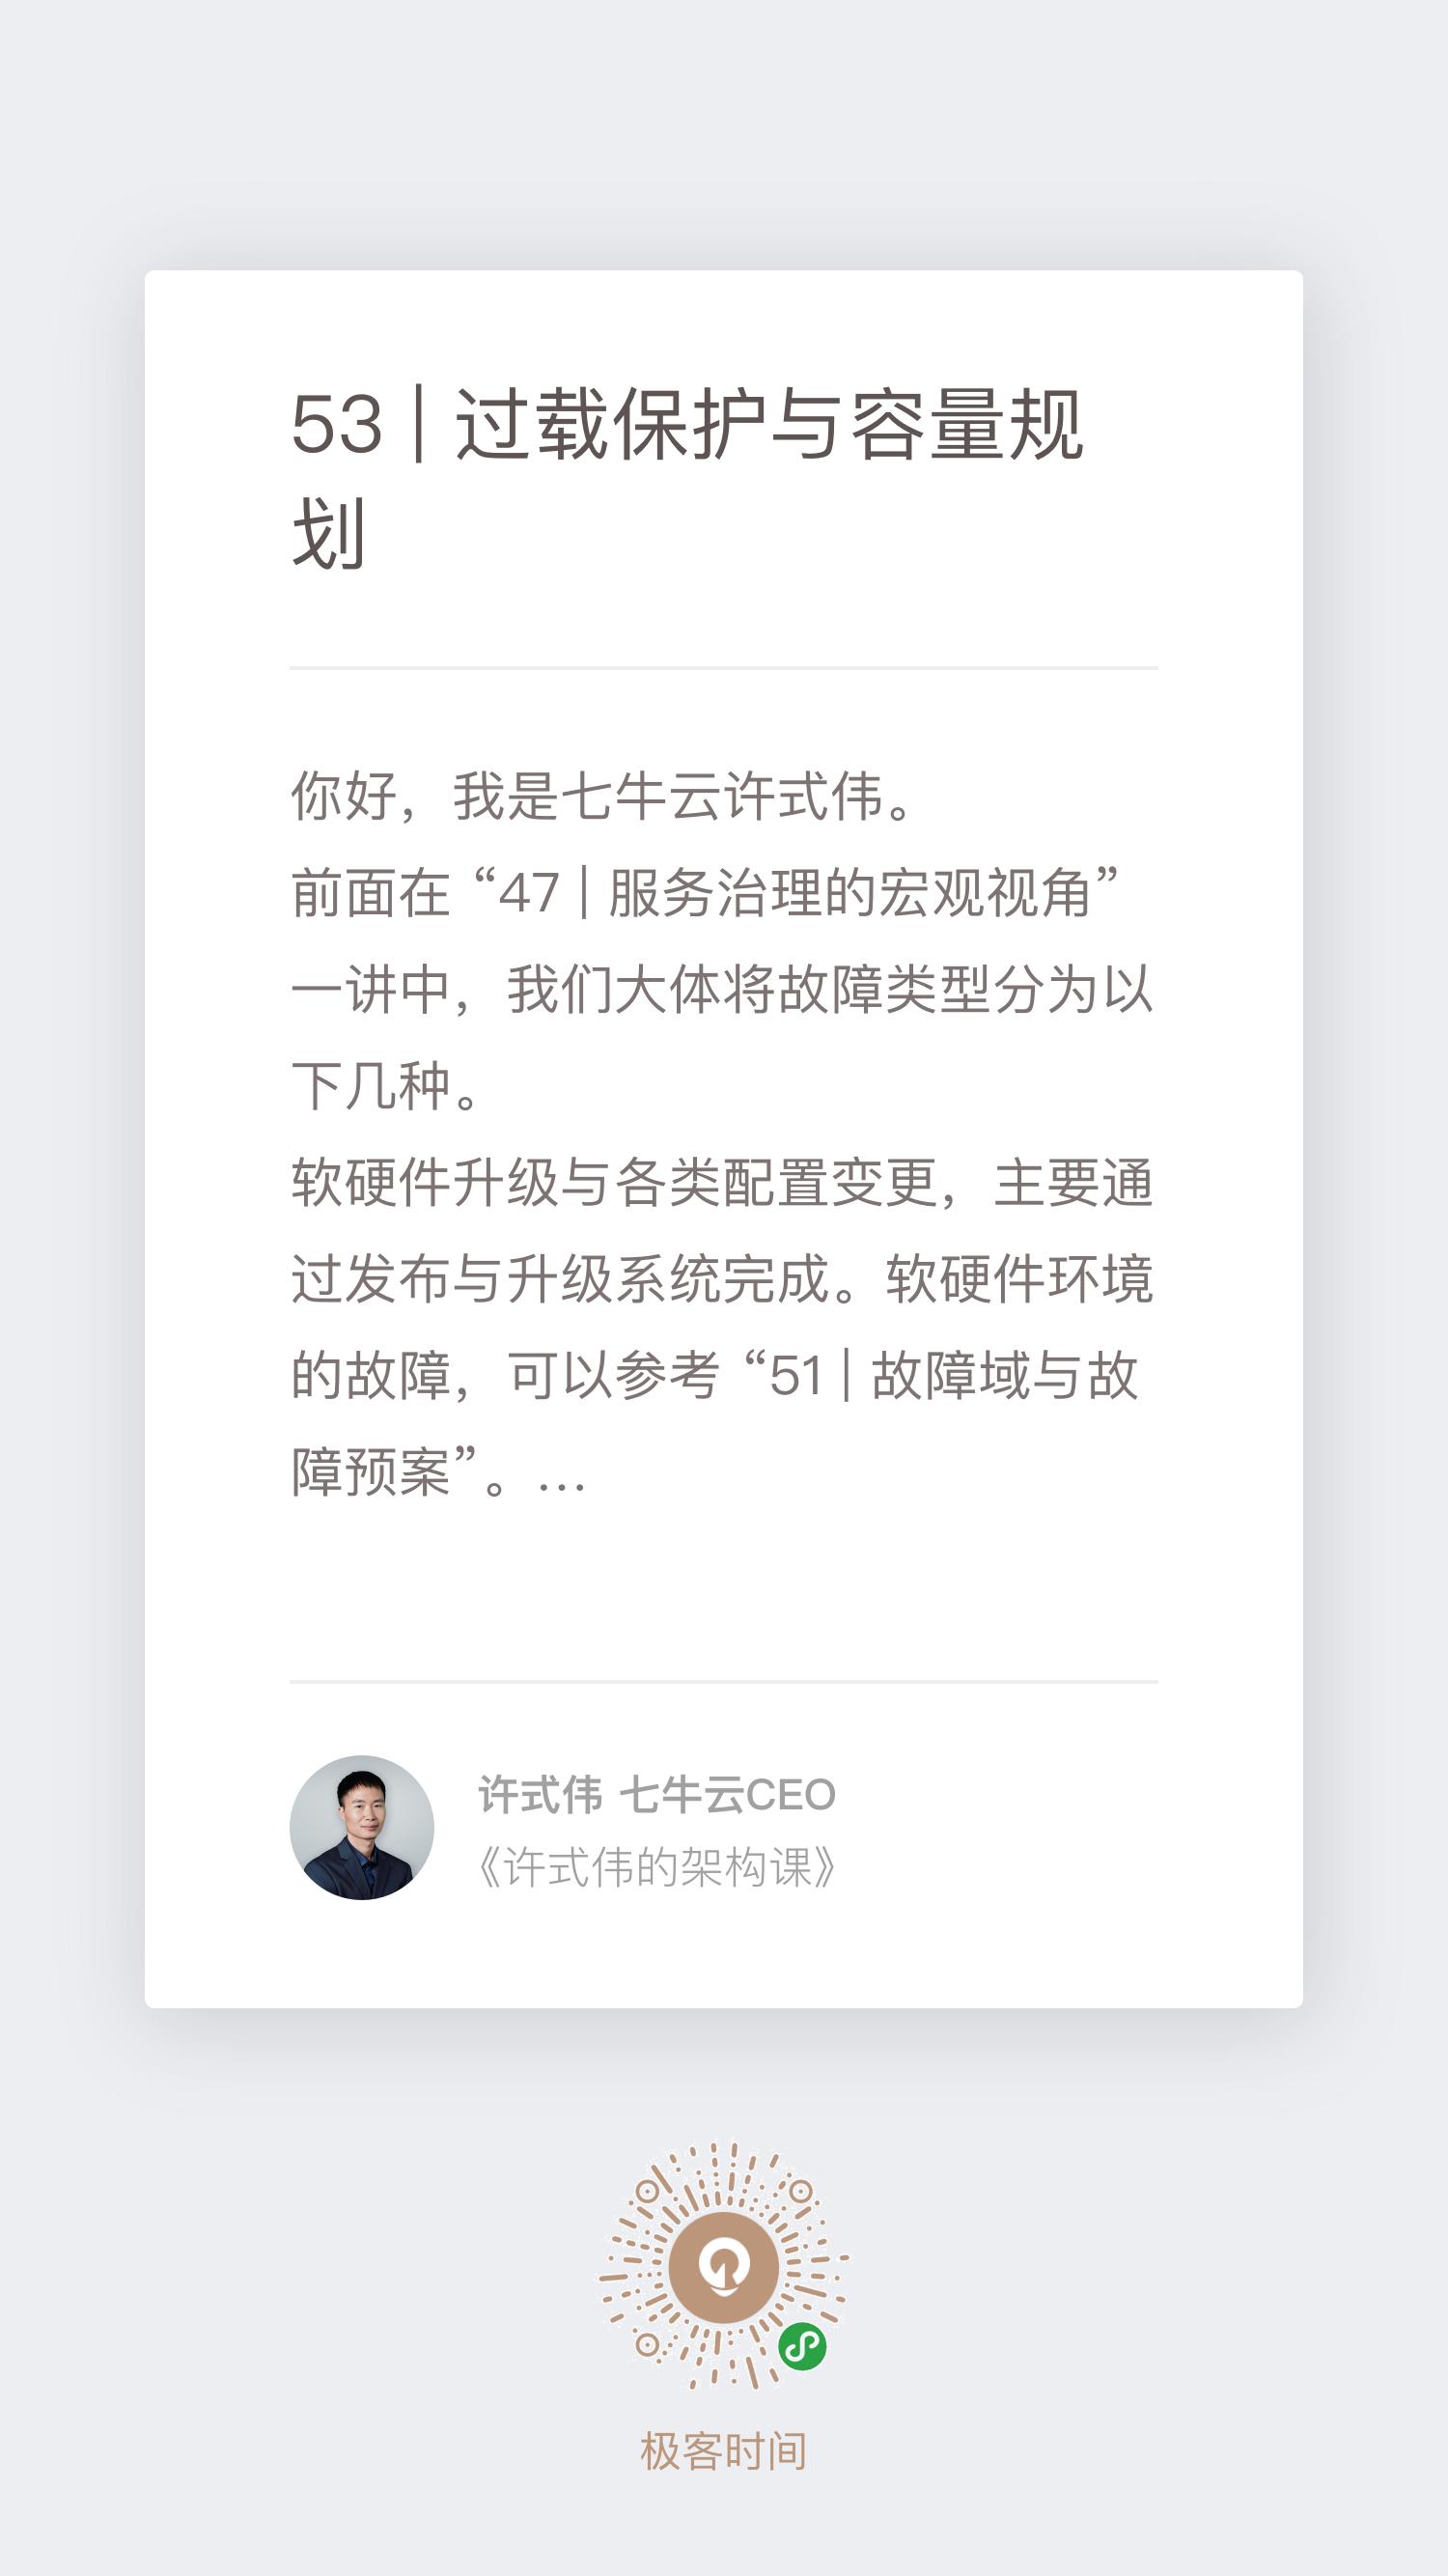 53 | 过载保护与容量规
划
你好，我是七牛云许式伟。
前面在 “47 | 服务治理的宏观视角”
一讲中，我们大体将故障类型分为以
下几种。
软硬件升级与各类配置变更，主要通
过发布与升级系统完成。软硬件环境
的故障，可以参考 “51 | 故障域与故
障预案”。...
许式伟 七牛云CEO
《许式伟的架构课》
极客时间